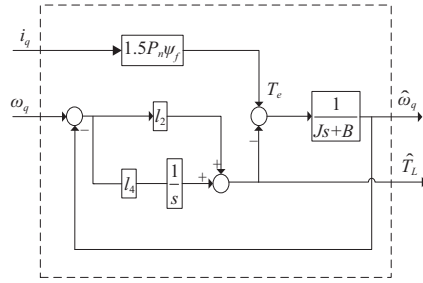 i_q
1.5P_nψ_f
T_e
ω_q
−
l_2
+
l_4
1/s
+
−
1/(Js+B)
ω̂_q
T̂_L